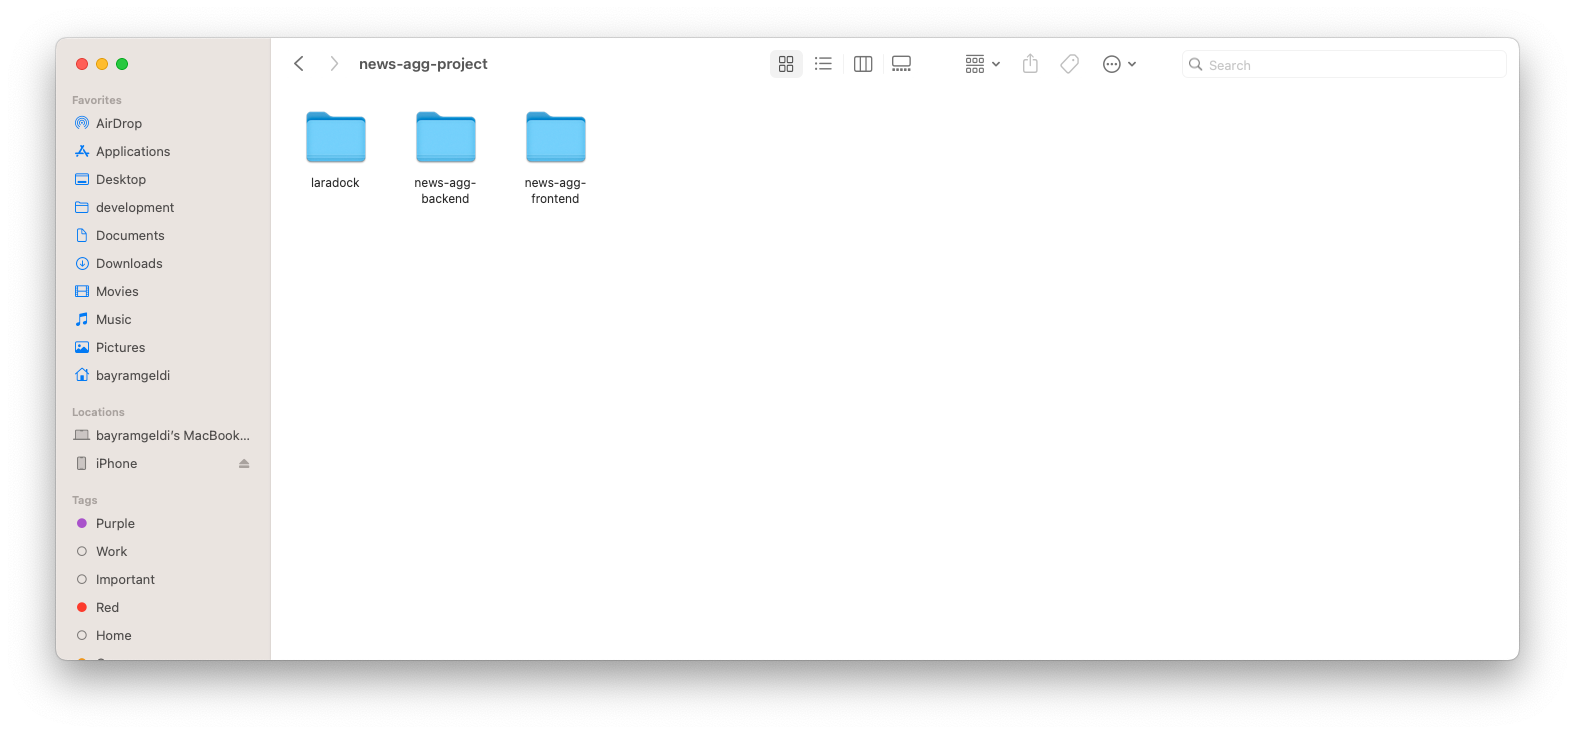 news-agg-project
Search
Favorites
AirDrop
Applications
Desktop
development
Documents
Downloads
Movies
Music
Pictures
bayramgeldi
Locations
bayramgeldi's MacBook...
iPhone
Tags
Purple
Work
Important
Red
Home
laradock
news-agg-
backend
news-agg-
frontend